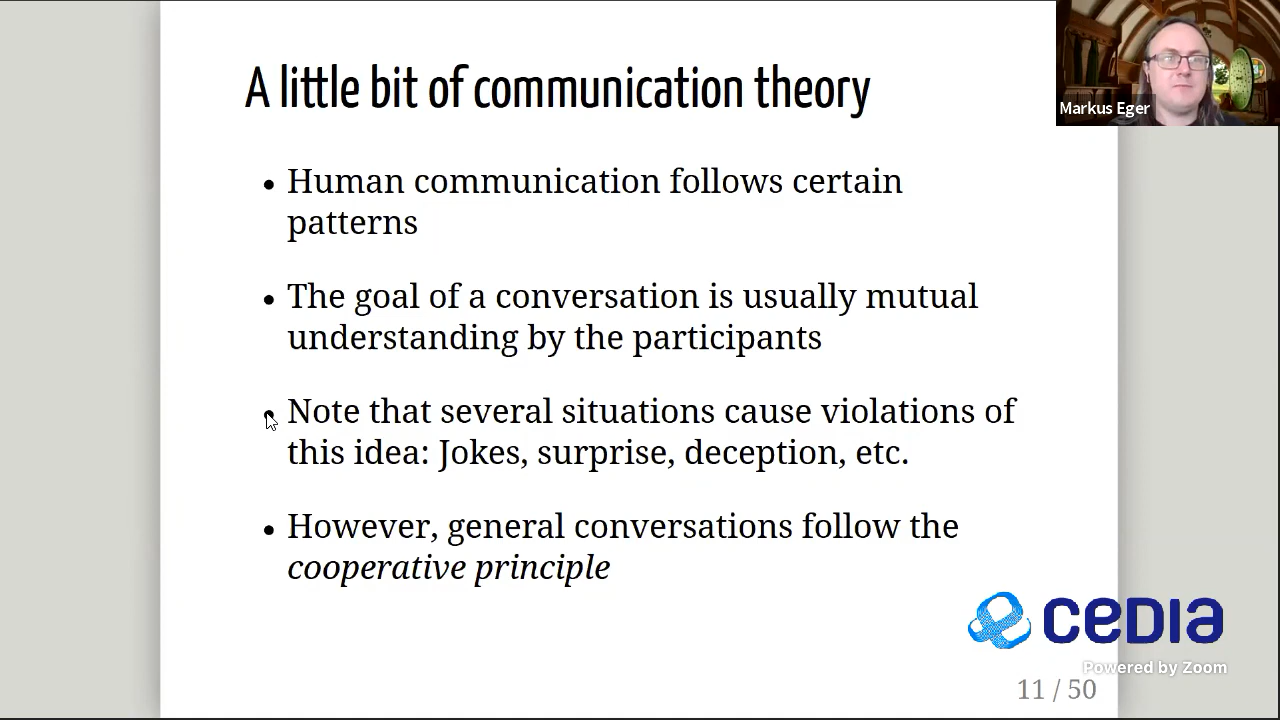 A little bit of communication theory
Markus Eger
• Human communication follows certain
patterns
• The goal of a conversation is usually mutual
understanding by the participants
• Note that several situations cause violations of
this idea: Jokes, surprise, deception, etc.
• However, general conversations follow the
cooperative principle
CEDIA
Powered by Zoom
11 / 50